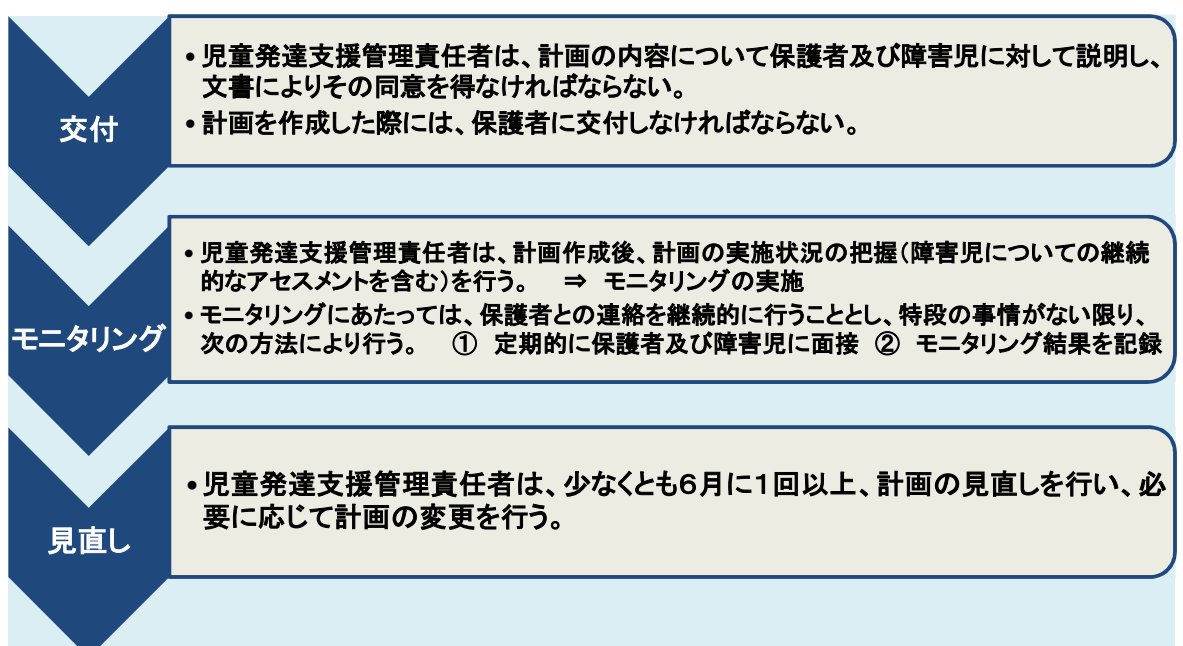 交付
• 児童発達支援管理責任者は、計画の内容について保護者及び障害児に対して説明し、
文書によりその同意を得なければならない。
• 計画を作成した際には、保護者に交付しなければならない。
モニタリング
• 児童発達支援管理責任者は、計画作成後、計画の実施状況の把握（障害児についての継続
的なアセスメントを含む）を行う。　⇒　モニタリングの実施
• モニタリングにあたっては、保護者との連絡を継続的に行うこととし、特段の事情がない限り、
次の方法により行う。　①　定期的に保護者及び障害児に面接　②　モニタリング結果を記録
見直し
• 児童発達支援管理責任者は、少なくとも６月に１回以上、計画の見直しを行い、必
要に応じて計画の変更を行う。